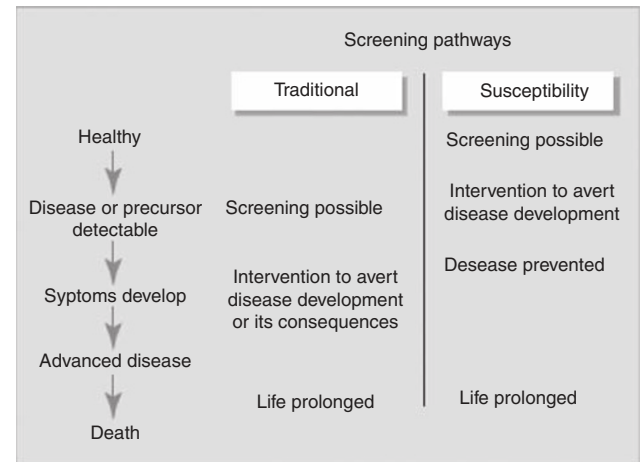 Screening pathways
Traditional
Susceptibility
Healthy
Screening possible
Disease or precursor
detectable
Screening possible
Intervention to avert
disease development
Syptoms develop
Intervention to avert
disease development
or its consequences
Desease prevented
Advanced disease
Life prolonged
Life prolonged
Death